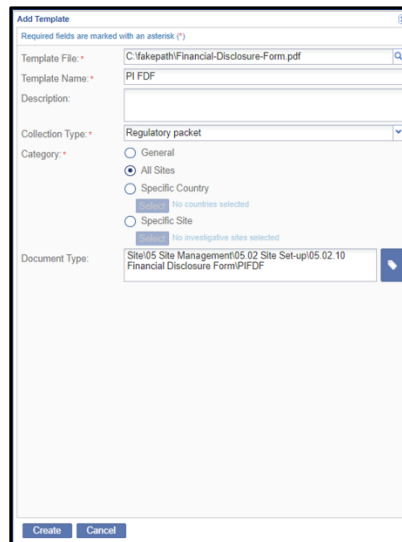 Add Template
Required fields are marked with an asterisk (*)
Template File: * C:\fakepath\Financial-Disclosure-Form.pdf
Template Name: * PI FDF
Description:
Collection Type: * Regulatory packet
Category: * General
All Sites
Specific Country
Select No countries selected
Specific Site
Select No investigative sites selected
Document Type: Site\05 Site Management\05.02 Site Set-up\05.02.10
Financial Disclosure Form\PIFDF
Create Cancel